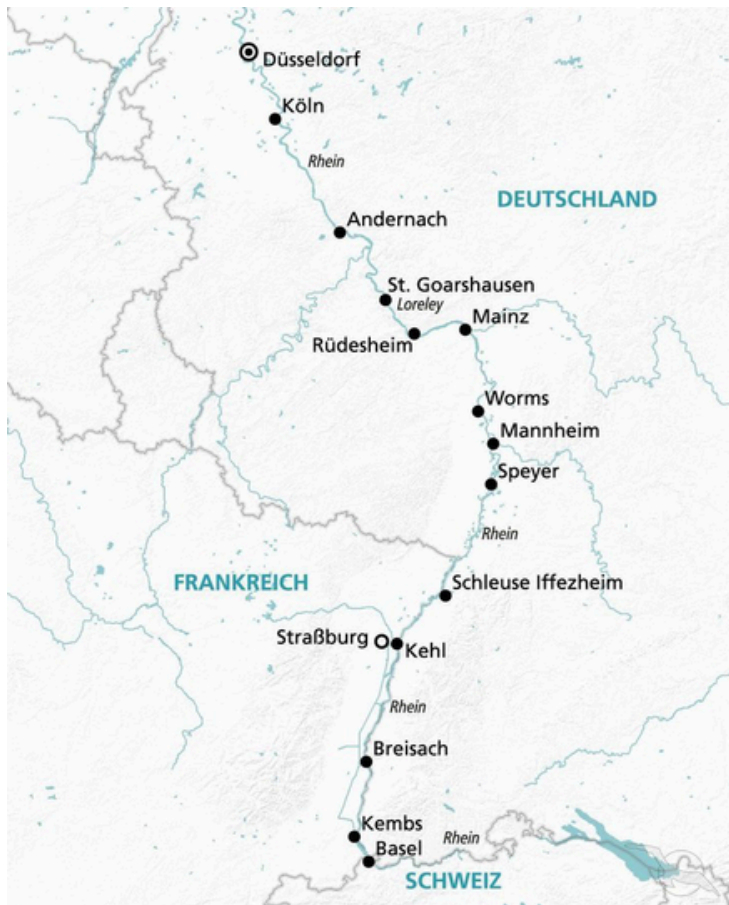 Düsseldorf
Köln
Rhein
DEUTSCHLAND
Andernach
St. Goarshausen
Loreley
Mainz
Rüdesheim
Worms
Mannheim
Speyer
Rhein
FRANKREICH
Schleuse Iffezheim
Straßburg
Kehl
Rhein
Breisach
Kembs
Rhein
Basel
SCHWEIZ